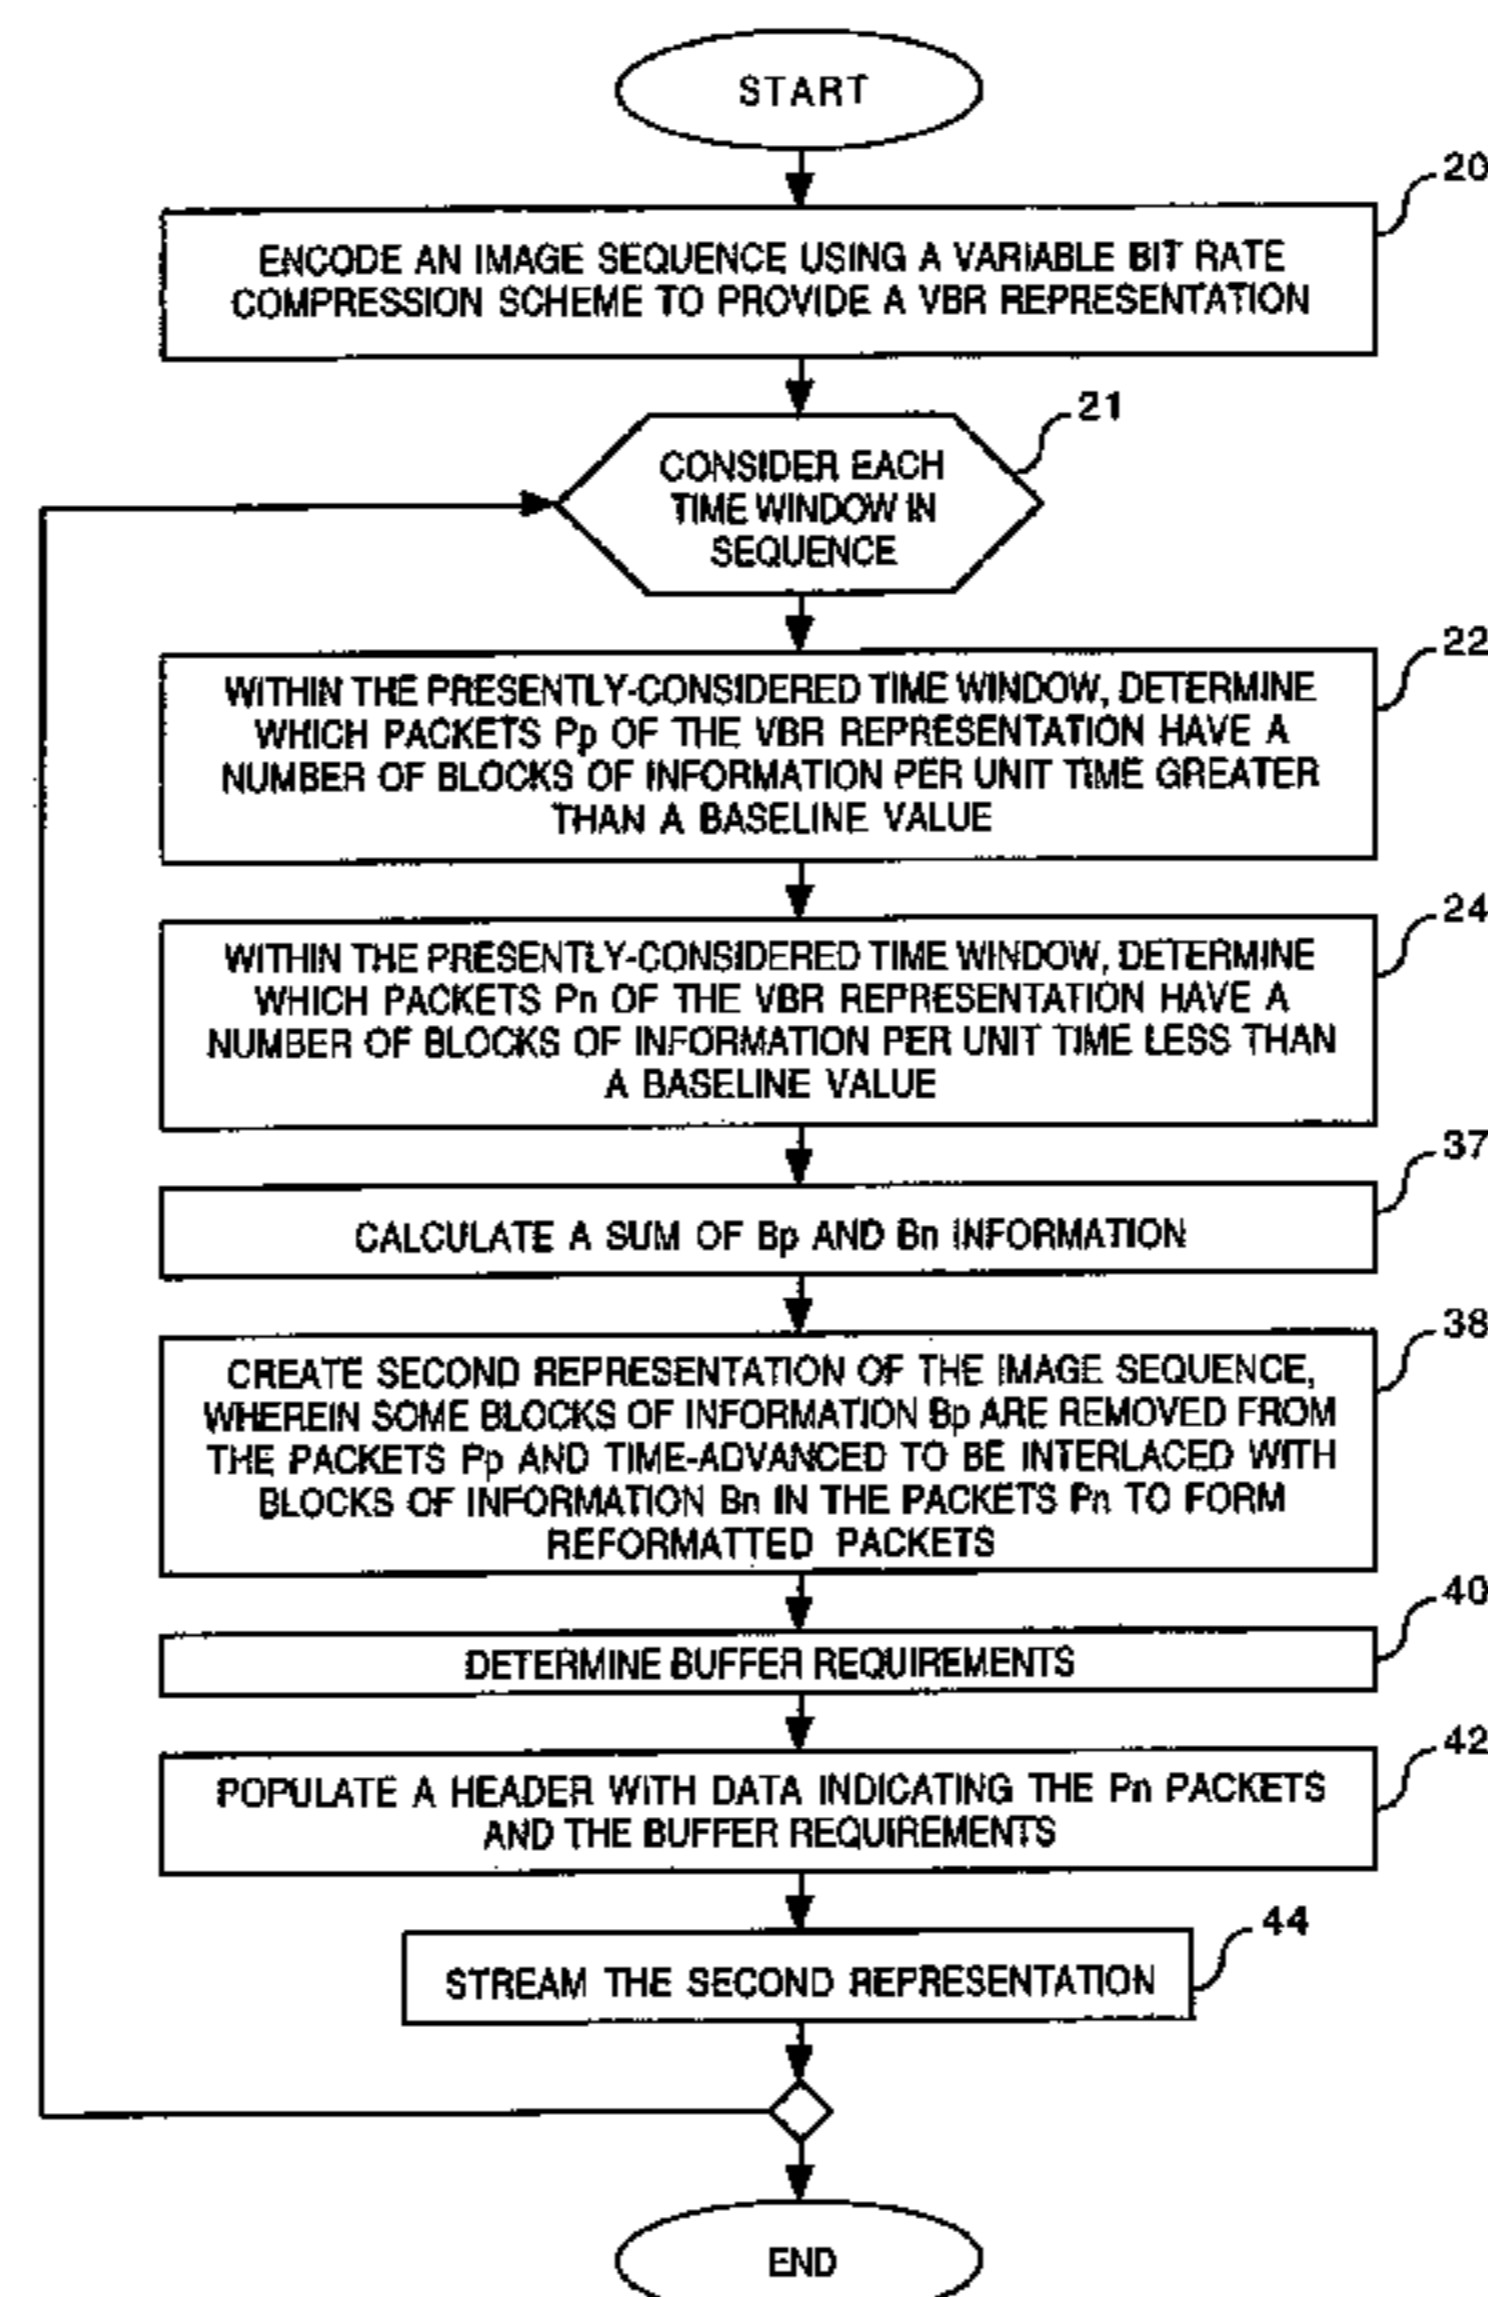 START
20
ENCODE AN IMAGE SEQUENCE USING A VARIABLE BIT RATE
COMPRESSION SCHEME TO PROVIDE A VBR REPRESENTATION
21
CONSIDER EACH
TIME WINDOW IN
SEQUENCE
22
WITHIN THE PRESENTLY-CONSIDERED TIME WINDOW, DETERMINE
WHICH PACKETS Pp OF THE VBR REPRESENTATION HAVE A
NUMBER OF BLOCKS OF INFORMATION PER UNIT TIME GREATER
THAN A BASELINE VALUE
24
WITHIN THE PRESENTLY-CONSIDERED TIME WINDOW, DETERMINE
WHICH PACKETS Pn OF THE VBR REPRESENTATION HAVE A
NUMBER OF BLOCKS OF INFORMATION PER UNIT TIME LESS THAN
A BASELINE VALUE
37
CALCULATE A SUM OF Bp AND Bn INFORMATION
38
CREATE SECOND REPRESENTATION OF THE IMAGE SEQUENCE,
WHEREIN SOME BLOCKS OF INFORMATION Bp ARE REMOVED FROM
THE PACKETS Pp AND TIME-ADVANCED TO BE INTERLACED WITH
BLOCKS OF INFORMATION Bn IN THE PACKETS Pn TO FORM
REFORMATTED PACKETS
40
DETERMINE BUFFER REQUIREMENTS
42
POPULATE A HEADER WITH DATA INDICATING THE Pn PACKETS
AND THE BUFFER REQUIREMENTS
44
STREAM THE SECOND REPRESENTATION
END